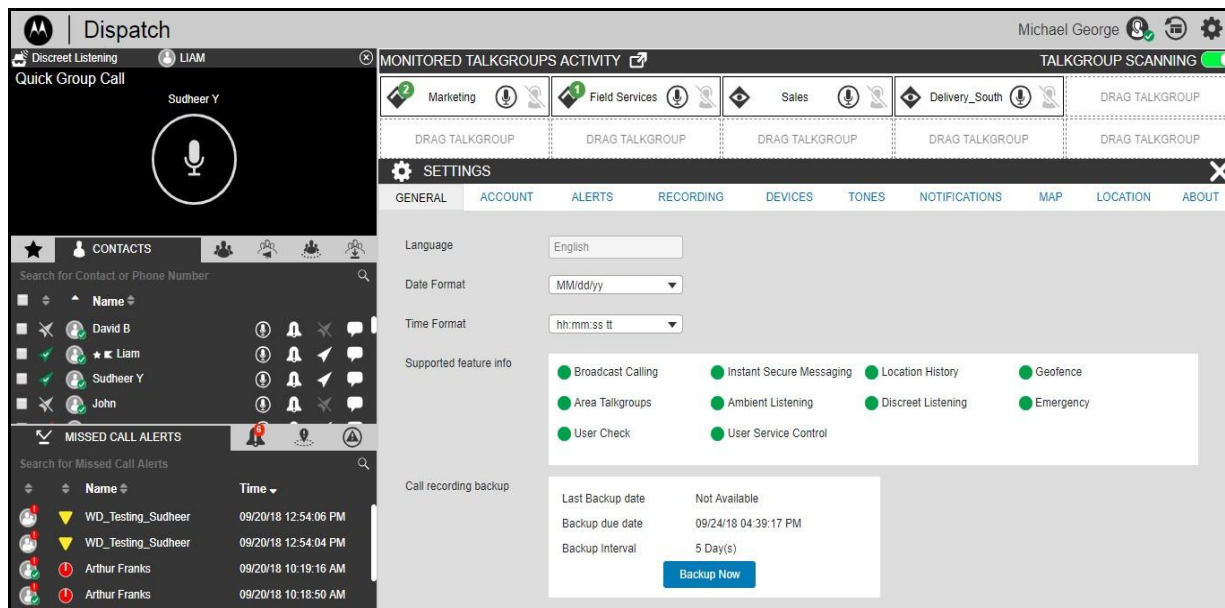 Dispatch
Michael George
Discreet Listening LIAM
Quick Group Call
Sudheer Y
MONITORED TALKGROUPS ACTIVITY TALKGROUP SCANNING
2 Marketing 1 Field Services Sales Delivery_South DRAG TALKGROUP
DRAG TALKGROUP DRAG TALKGROUP DRAG TALKGROUP DRAG TALKGROUP DRAG TALKGROUP
SETTINGS
GENERAL ACCOUNT ALERTS RECORDING DEVICES TONES NOTIFICATIONS MAP LOCATION ABOUT
CONTACTS
Search for Contact or Phone Number
Name
David B
Liam
Sudheer Y
John
MISSED CALL ALERTS 6
Search for Missed Call Alerts
Name Time
WD_Testing_Sudheer 09/20/18 12:54:06 PM
WD_Testing_Sudheer 09/20/18 12:54:04 PM
Arthur Franks 09/20/18 10:19:16 AM
Arthur Franks 09/20/18 10:18:50 AM
Language English
Date Format MM/dd/yy
Time Format hh:mm:ss tt
Supported feature info
Broadcast Calling Instant Secure Messaging Location History Geofence
Area Talkgroups Ambient Listening Discreet Listening Emergency
User Check User Service Control
Call recording backup
Last Backup date Not Available
Backup due date 09/24/18 04:39:17 PM
Backup Interval 5 Day(s)
Backup Now